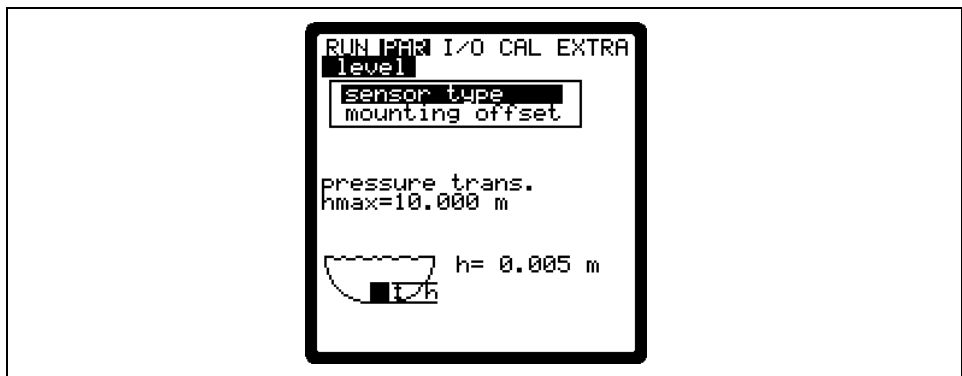 RUN PAR I/O CAL EXTRA
level
sensor type
mounting offset
pressure trans.
hmax=10.000 m
h= 0.005 m
h